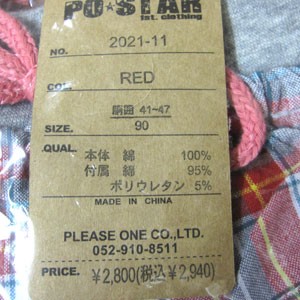 PO★STAR
int. clothing
NO. 2021-11
COL. RED
胴囲 41~47
SIZE. 90
QUAL.
本体 綿 100%
付属 綿 95%
ポリウレタン 5%
MADE IN CHINA
PLEASE ONE CO.,LTD.
052-910-8511
PRICE. ¥2,800(税込¥2,940)